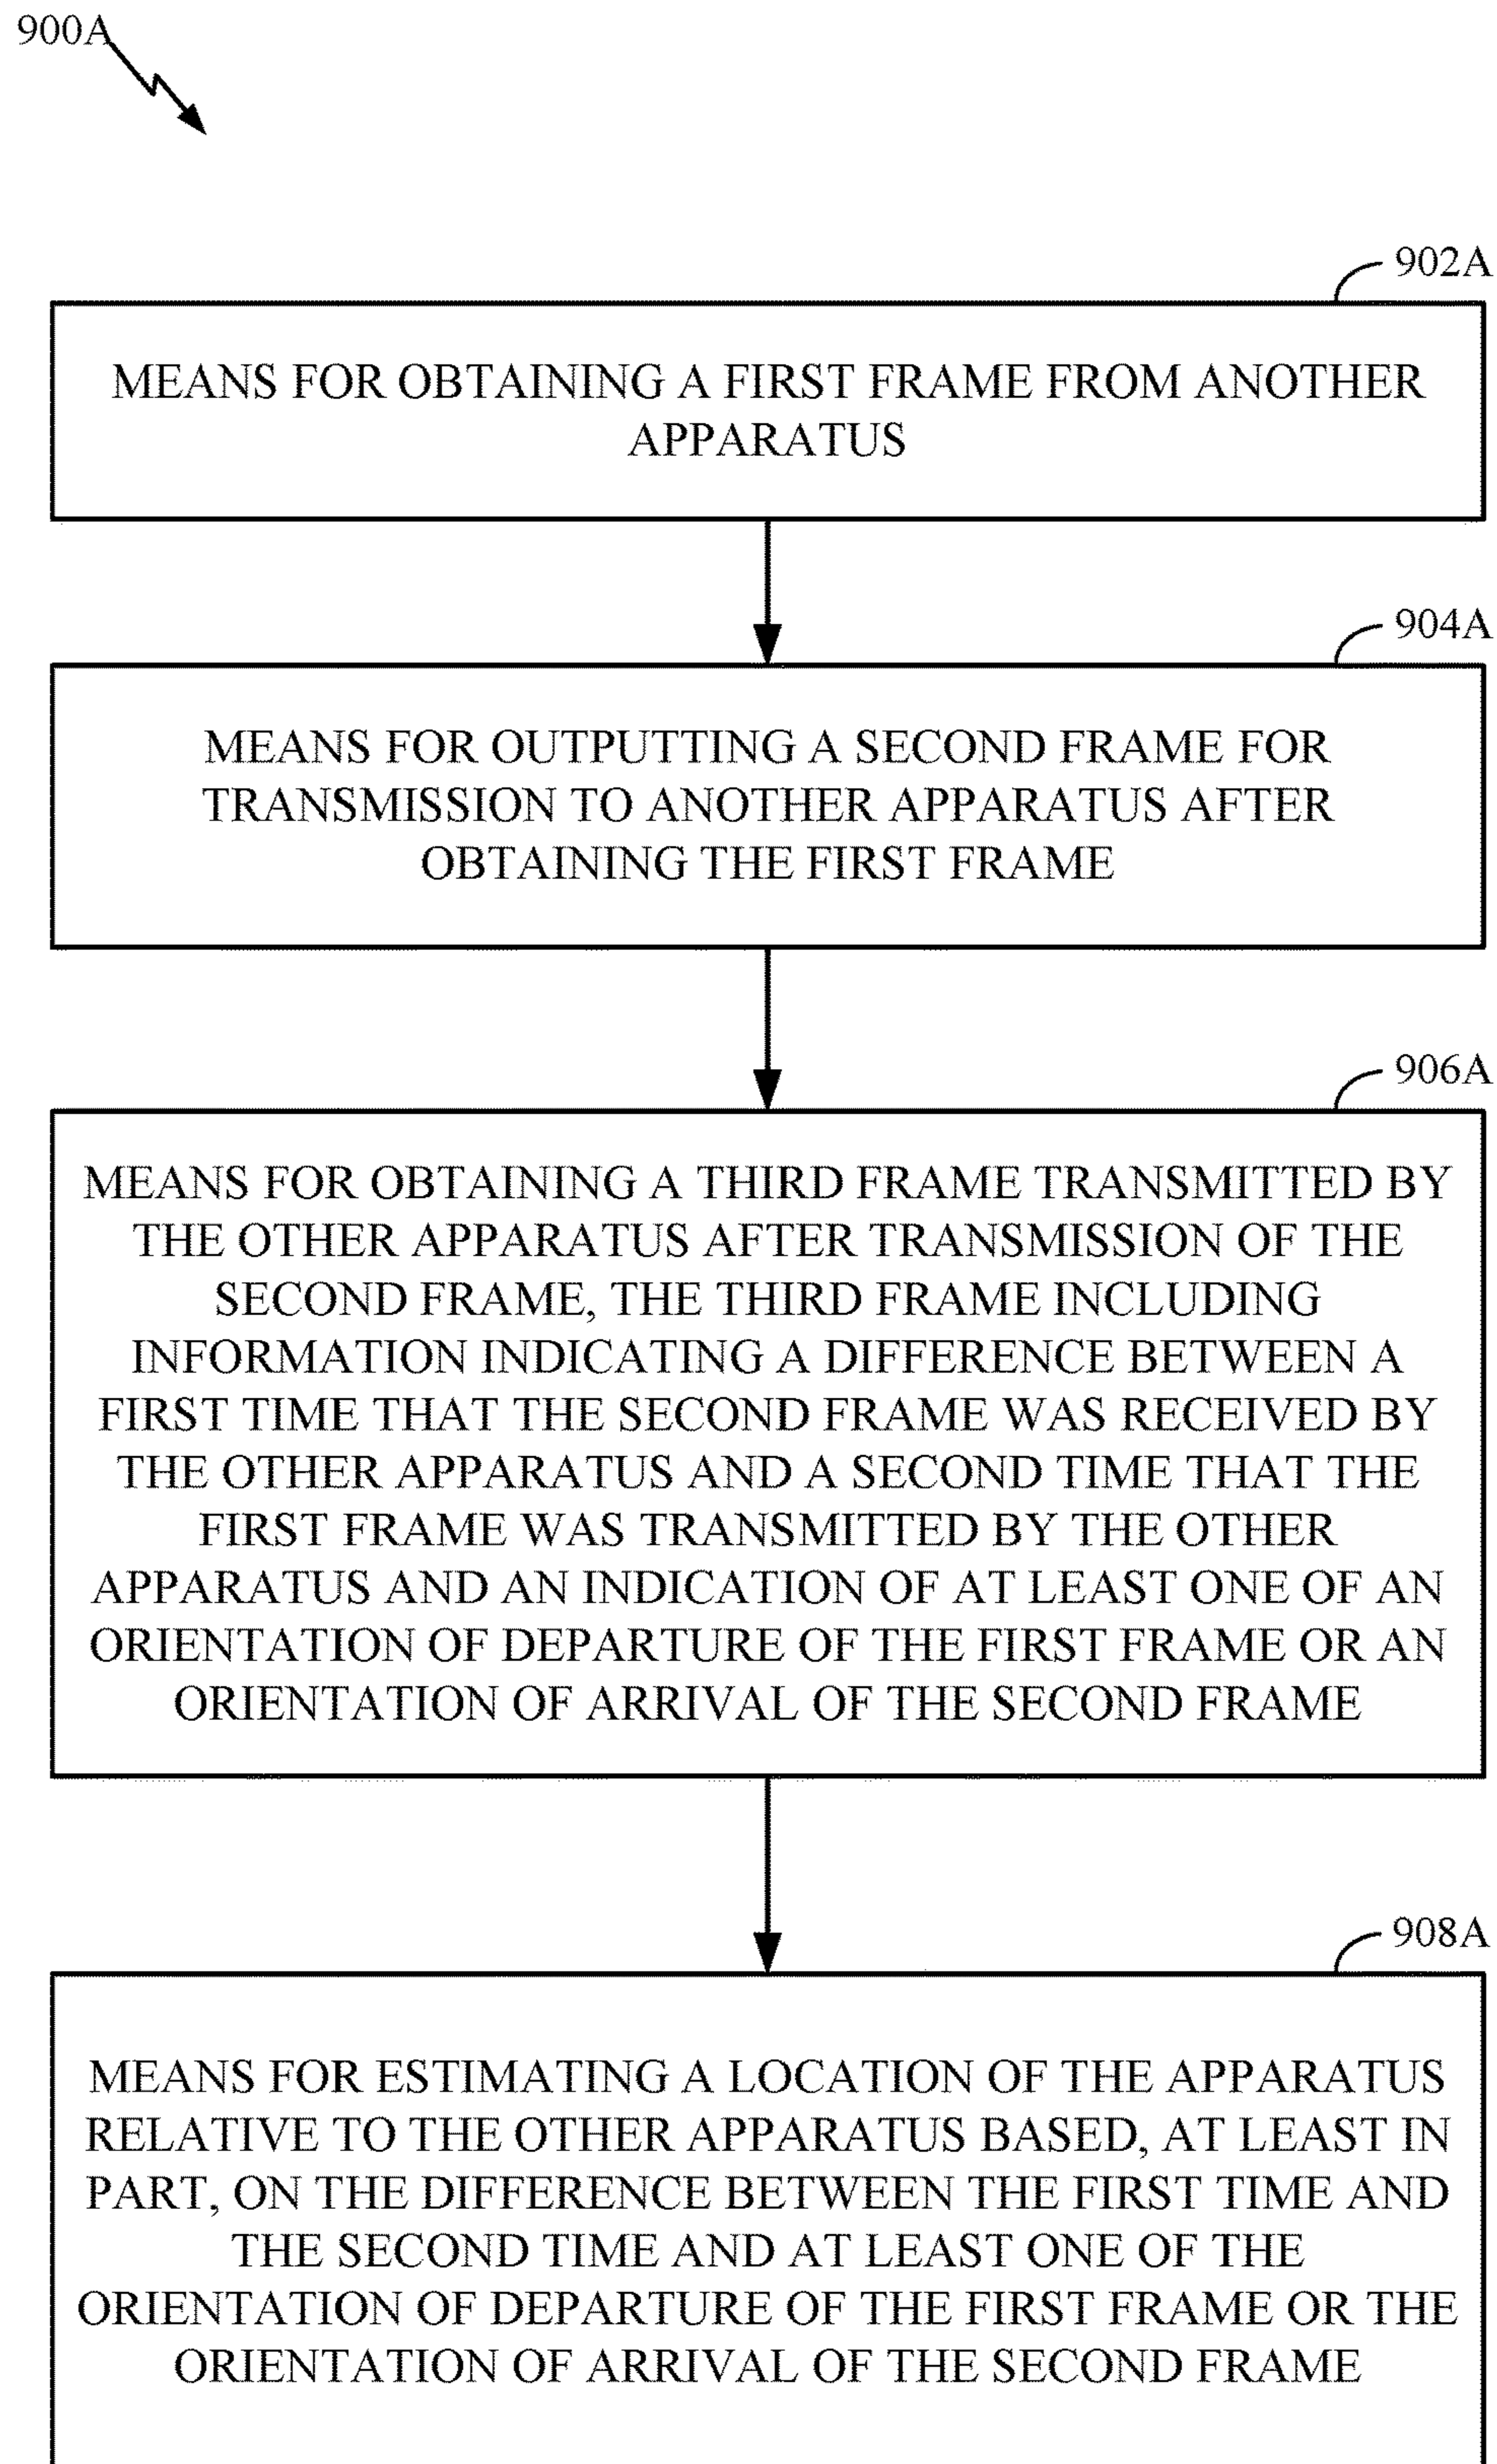 900A
902A
MEANS FOR OBTAINING A FIRST FRAME FROM ANOTHER
APPARATUS
904A
MEANS FOR OUTPUTTING A SECOND FRAME FOR
TRANSMISSION TO ANOTHER APPARATUS AFTER
OBTAINING THE FIRST FRAME
906A
MEANS FOR OBTAINING A THIRD FRAME TRANSMITTED BY
THE OTHER APPARATUS AFTER TRANSMISSION OF THE
SECOND FRAME, THE THIRD FRAME INCLUDING
INFORMATION INDICATING A DIFFERENCE BETWEEN A
FIRST TIME THAT THE SECOND FRAME WAS RECEIVED BY
THE OTHER APPARATUS AND A SECOND TIME THAT THE
FIRST FRAME WAS TRANSMITTED BY THE OTHER
APPARATUS AND AN INDICATION OF AT LEAST ONE OF AN
ORIENTATION OF DEPARTURE OF THE FIRST FRAME OR AN
ORIENTATION OF ARRIVAL OF THE SECOND FRAME
908A
MEANS FOR ESTIMATING A LOCATION OF THE APPARATUS
RELATIVE TO THE OTHER APPARATUS BASED, AT LEAST IN
PART, ON THE DIFFERENCE BETWEEN THE FIRST TIME AND
THE SECOND TIME AND AT LEAST ONE OF THE
ORIENTATION OF DEPARTURE OF THE FIRST FRAME OR THE
ORIENTATION OF ARRIVAL OF THE SECOND FRAME